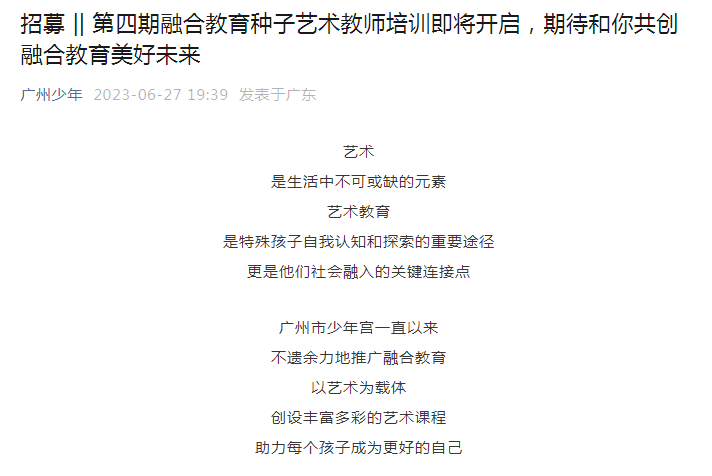 招募 || 第四期融合教育种子艺术教师培训即将开启，期待和你共创
融合教育美好未来
广州少年 2023-06-27 19:39 发表于广东
艺术
是生活中不可或缺的元素
艺术教育
是特殊孩子自我认知和探索的重要途径
更是他们社会融入的关键连接点
广州市少年宫一直以来
不遗余力地推广融合教育
以艺术为载体
创设丰富多彩的艺术课程
助力每个孩子成为更好的自己